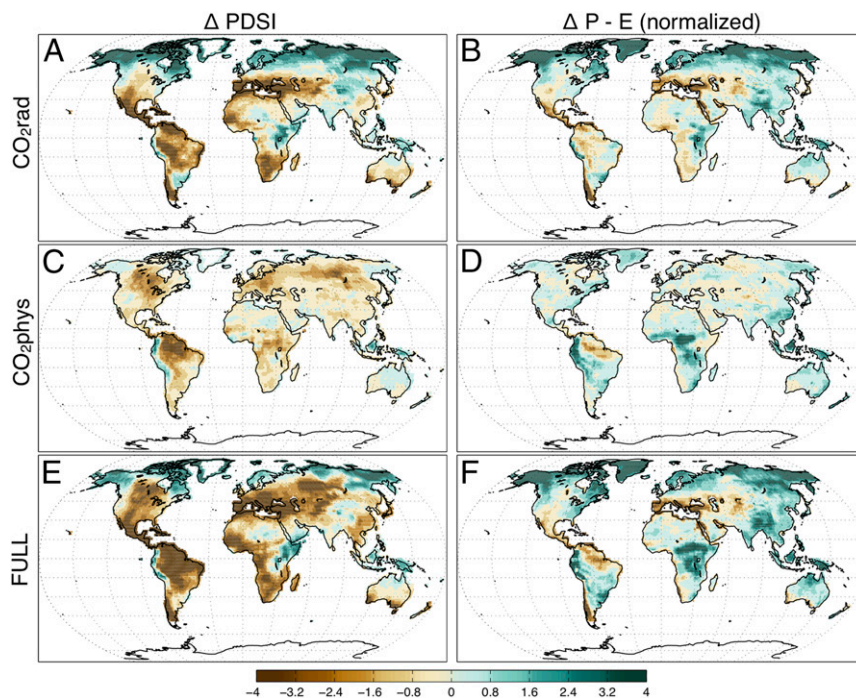 Δ PDSI
Δ P - E (normalized)
A
B
CO₂rad
C
D
CO₂phys
E
F
FULL
−4 −3.2 −2.4 −1.6 −0.8 0 0.8 1.6 2.4 3.2 4